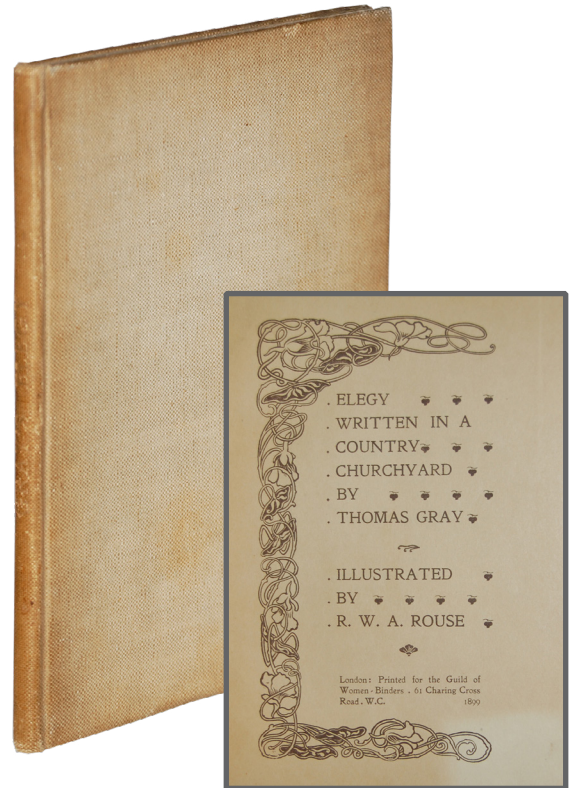 . ELEGY
. WRITTEN IN A
. COUNTRY
. CHURCHYARD
. BY
. THOMAS GRAY
. ILLUSTRATED
. BY
. R. W. A. ROUSE
London: Printed for the Guild of
Women-Binders . 61 Charing Cross
Road . W.C. 1899